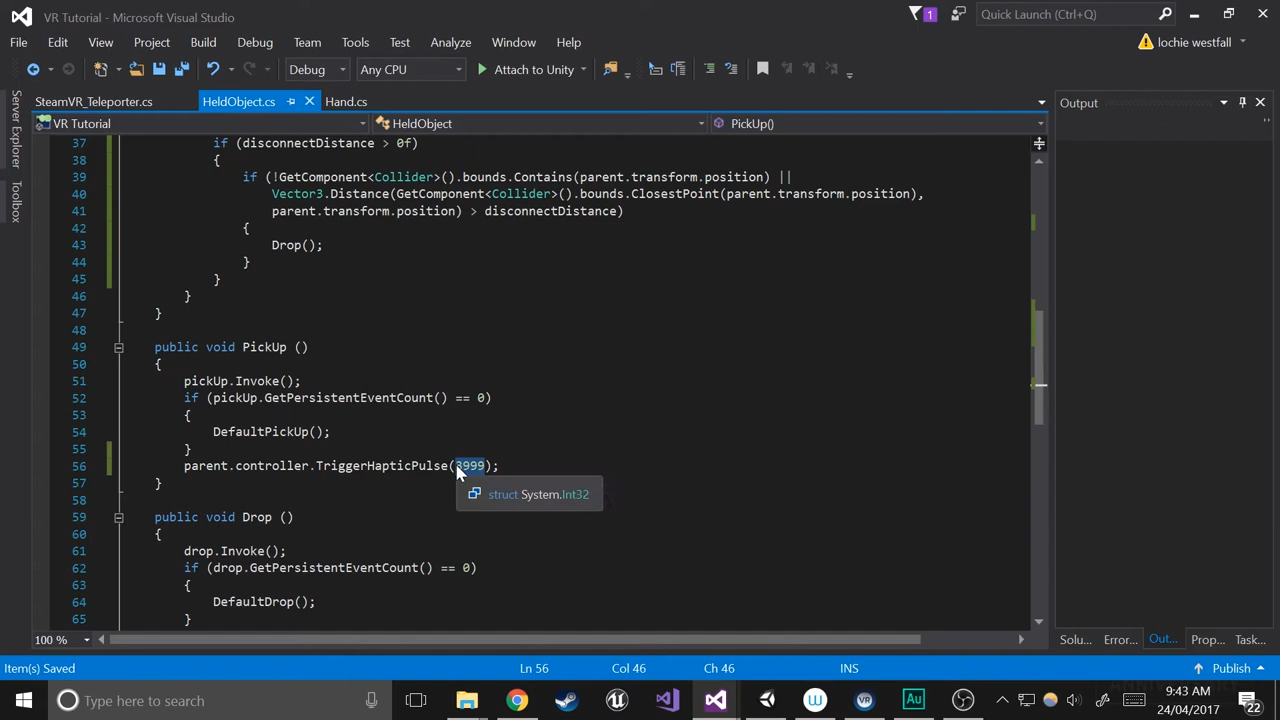 VR Tutorial - Microsoft Visual Studio
1
Quick Launch (Ctrl+Q)
File Edit View Project Build Debug Team Tools Test Analyze Window Help
lochie westfall
Debug Any CPU Attach to Unity
Server Explorer
Toolbox
SteamVR_Teleporter.cs HeldObject.cs Hand.cs
Output
VR Tutorial HeldObject PickUp()
37 if (disconnectDistance > 0f)
38 {
39 if (!GetComponent<Collider>().bounds.Contains(parent.transform.position) ||
40 Vector3.Distance(GetComponent<Collider>().bounds.ClosestPoint(parent.transform.position),
41 parent.transform.position) > disconnectDistance)
42 {
43 Drop();
44 }
45 }
46 }
47 }
48
49 public void PickUp ()
50 {
51 pickUp.Invoke();
52 if (pickUp.GetPersistentEventCount() == 0)
53 {
54 DefaultPickUp();
55 }
56 parent.controller.TriggerHapticPulse(3999);
57 }
struct System.Int32
58
59 public void Drop ()
60 {
61 drop.Invoke();
62 if (drop.GetPersistentEventCount() == 0)
63 {
64 DefaultDrop();
65 }
100 %
Solu... Error... Out... Prop... Task...
Item(s) Saved Ln 56 Col 46 Ch 46 INS Publish
Type here to search
9:43 AM
24/04/2017
22